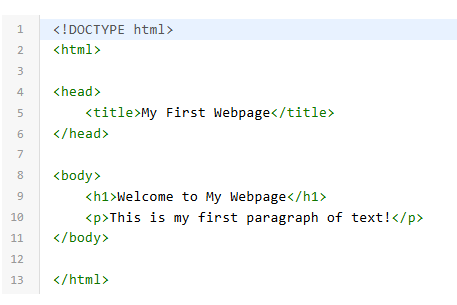 1 <!DOCTYPE html>
2 <html>
3
4 <head>
5     <title>My First Webpage</title>
6 </head>
7
8 <body>
9     <h1>Welcome to My Webpage</h1>
10     <p>This is my first paragraph of text!</p>
11 </body>
12
13 </html>